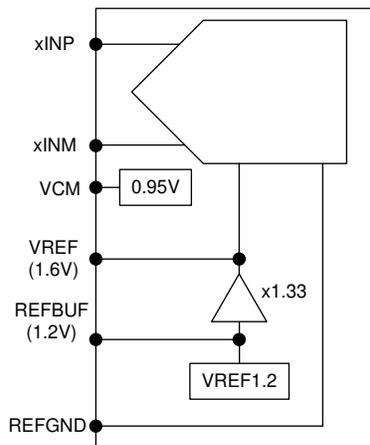 xINP
xINM
VCM
0.95V
VREF
(1.6V)
x1.33
REFBUF
(1.2V)
VREF1.2
REFGND